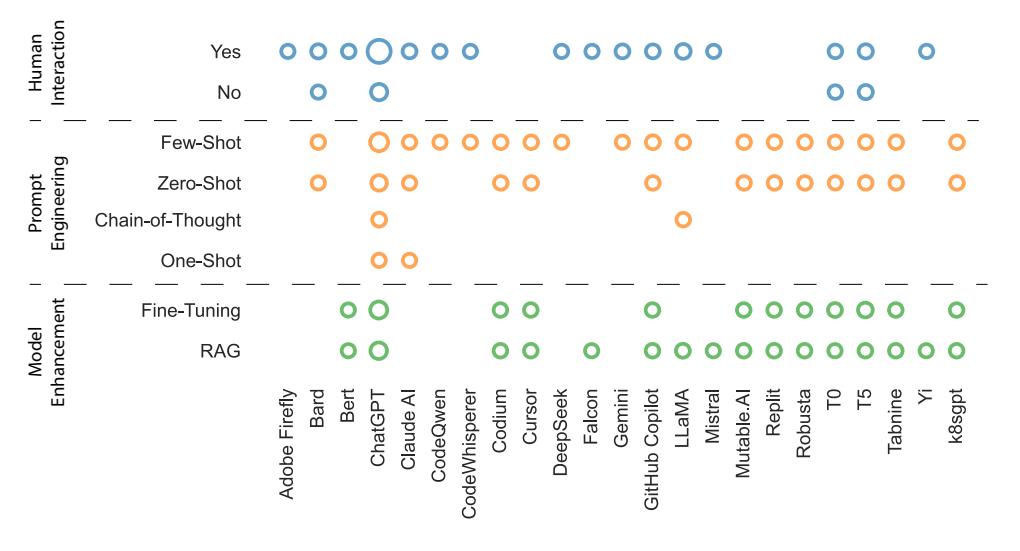 Human
Interaction
Yes
No
Prompt
Engineering
Few-Shot
Zero-Shot
Chain-of-Thought
One-Shot
Model
Enhancement
Fine-Tuning
RAG
Adobe Firefly
Bard
Bert
ChatGPT
Claude AI
CodeQwen
CodeWhisperer
Codium
Cursor
DeepSeek
Falcon
Gemini
GitHub Copilot
LLaMA
Mistral
Mutable.AI
Replit
Robusta
T0
T5
Tabnine
Yi
k8sgpt